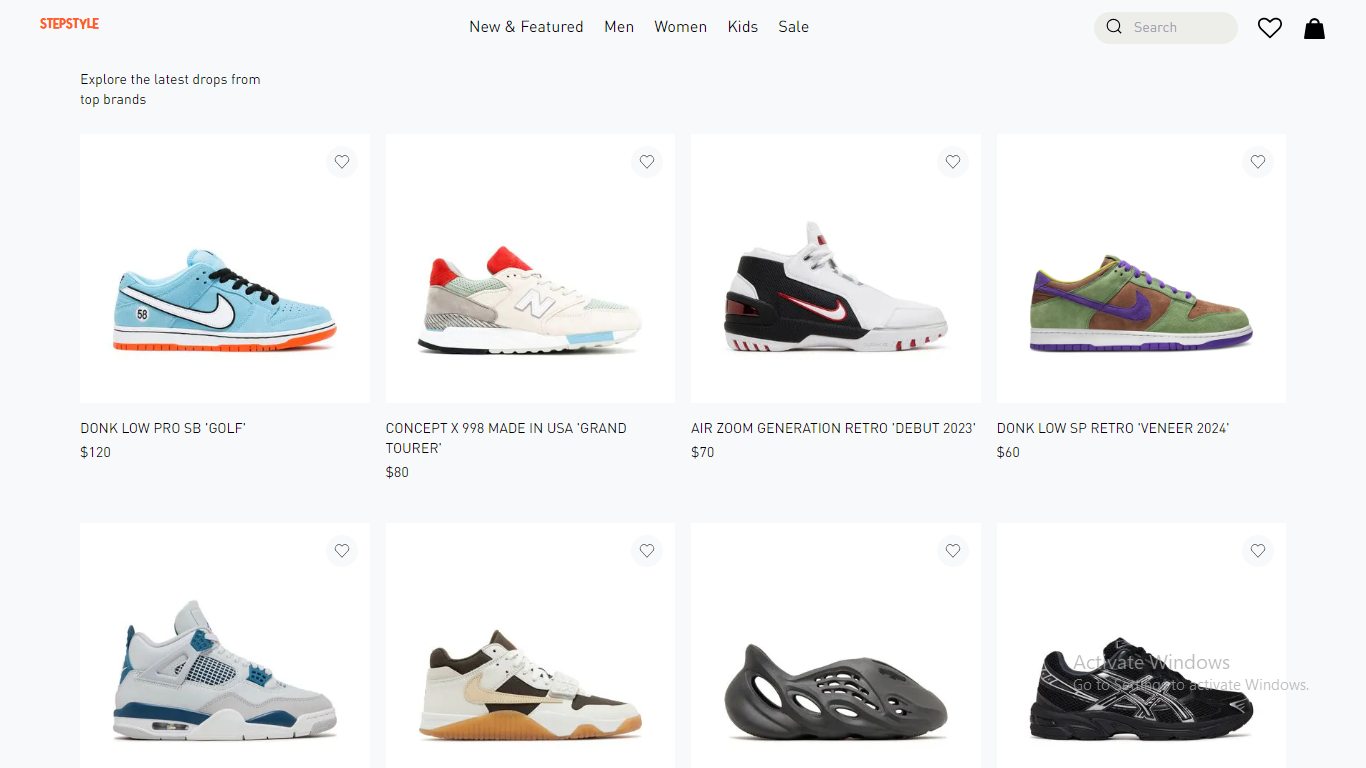 STEPSTYLE
New & Featured
Men
Women
Kids
Sale
Search
Explore the latest drops from
top brands
58
N
DONK LOW PRO SB 'GOLF'
$120
CONCEPT X 998 MADE IN USA 'GRAND
TOURER'
$80
AIR ZOOM GENERATION RETRO 'DEBUT 2023'
$70
DONK LOW SP RETRO 'VENEER 2024'
$60
Activate Windows
Go to Settings to activate Windows.